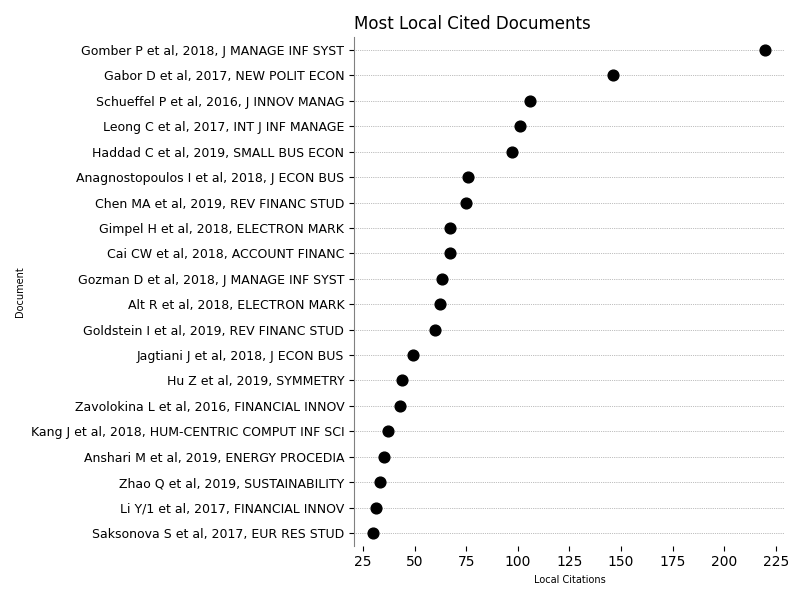 Most Local Cited Documents
Gomber P et al, 2018, J MANAGE INF SYST
Gabor D et al, 2017, NEW POLIT ECON
Schueffel P et al, 2016, J INNOV MANAG
Leong C et al, 2017, INT J INF MANAGE
Haddad C et al, 2019, SMALL BUS ECON
Anagnostopoulos I et al, 2018, J ECON BUS
Chen MA et al, 2019, REV FINANC STUD
Gimpel H et al, 2018, ELECTRON MARK
Cai CW et al, 2018, ACCOUNT FINANC
Gozman D et al, 2018, J MANAGE INF SYST
Alt R et al, 2018, ELECTRON MARK
Goldstein I et al, 2019, REV FINANC STUD
Jagtiani J et al, 2018, J ECON BUS
Hu Z et al, 2019, SYMMETRY
Zavolokina L et al, 2016, FINANCIAL INNOV
Kang J et al, 2018, HUM-CENTRIC COMPUT INF SCI
Anshari M et al, 2019, ENERGY PROCEDIA
Zhao Q et al, 2019, SUSTAINABILITY
Li Y/1 et al, 2017, FINANCIAL INNOV
Saksonova S et al, 2017, EUR RES STUD
Document
25 50 75 100 125 150 175 200 225
Local Citations